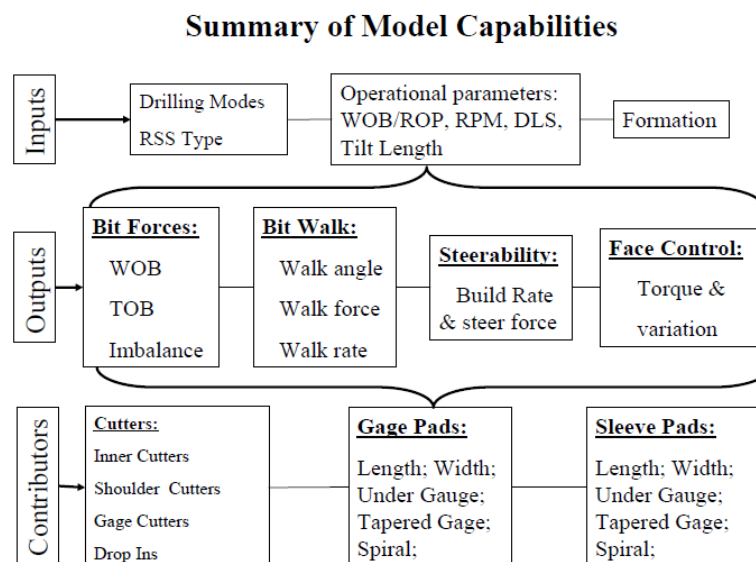 Summary of Model Capabilities
Inputs
Drilling Modes
RSS Type
Operational parameters:
WOB/ROP, RPM, DLS,
Tilt Length
Formation
Outputs
Bit Forces:
WOB
TOB
Imbalance
Bit Walk:
Walk angle
Walk force
Walk rate
Steerability:
Build Rate
& steer force
Face Control:
Torque &
variation
Contributors
Cutters:
Inner Cutters
Shoulder Cutters
Gage Cutters
Drop Ins
Gage Pads:
Length; Width;
Under Gauge;
Tapered Gage;
Spiral;
Sleeve Pads:
Length; Width;
Under Gauge;
Tapered Gage;
Spiral;